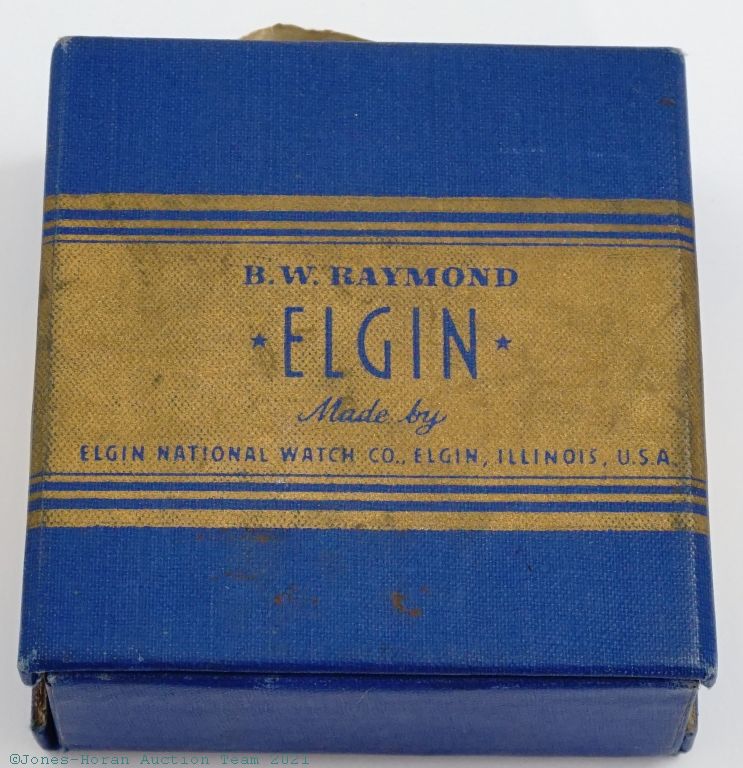 B.W. RAYMOND
★ELGIN★
Made by
ELGIN NATIONAL WATCH CO., ELGIN, ILLINOIS, U.S.A
©Jones-Horan Auction Team 2021